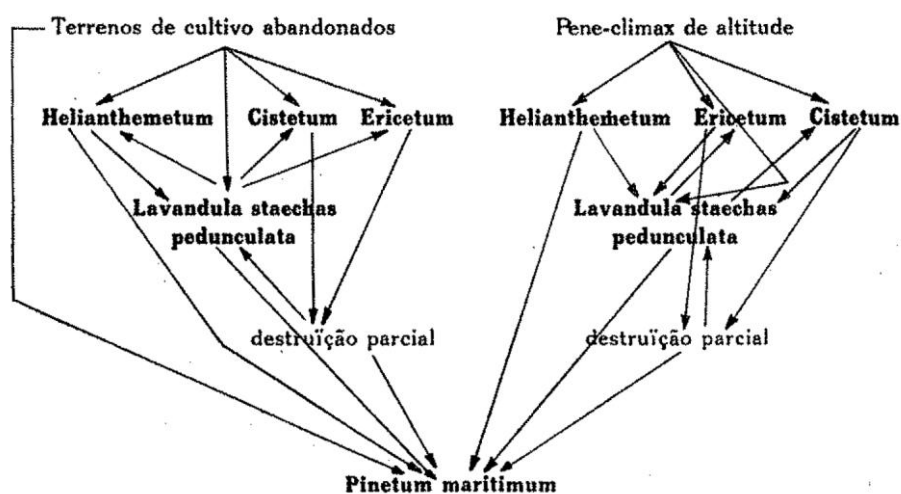 Terrenos de cultivo abandonados
Pene-climax de altitude
Helianthemetum Cistetum Ericetum
Helianthemetum Ericetum Cistetum
Lavandula staechas
pedunculata
Lavandula staechas
pedunculata
destruïção parcial
destruïção parcial
Pinetum maritimum